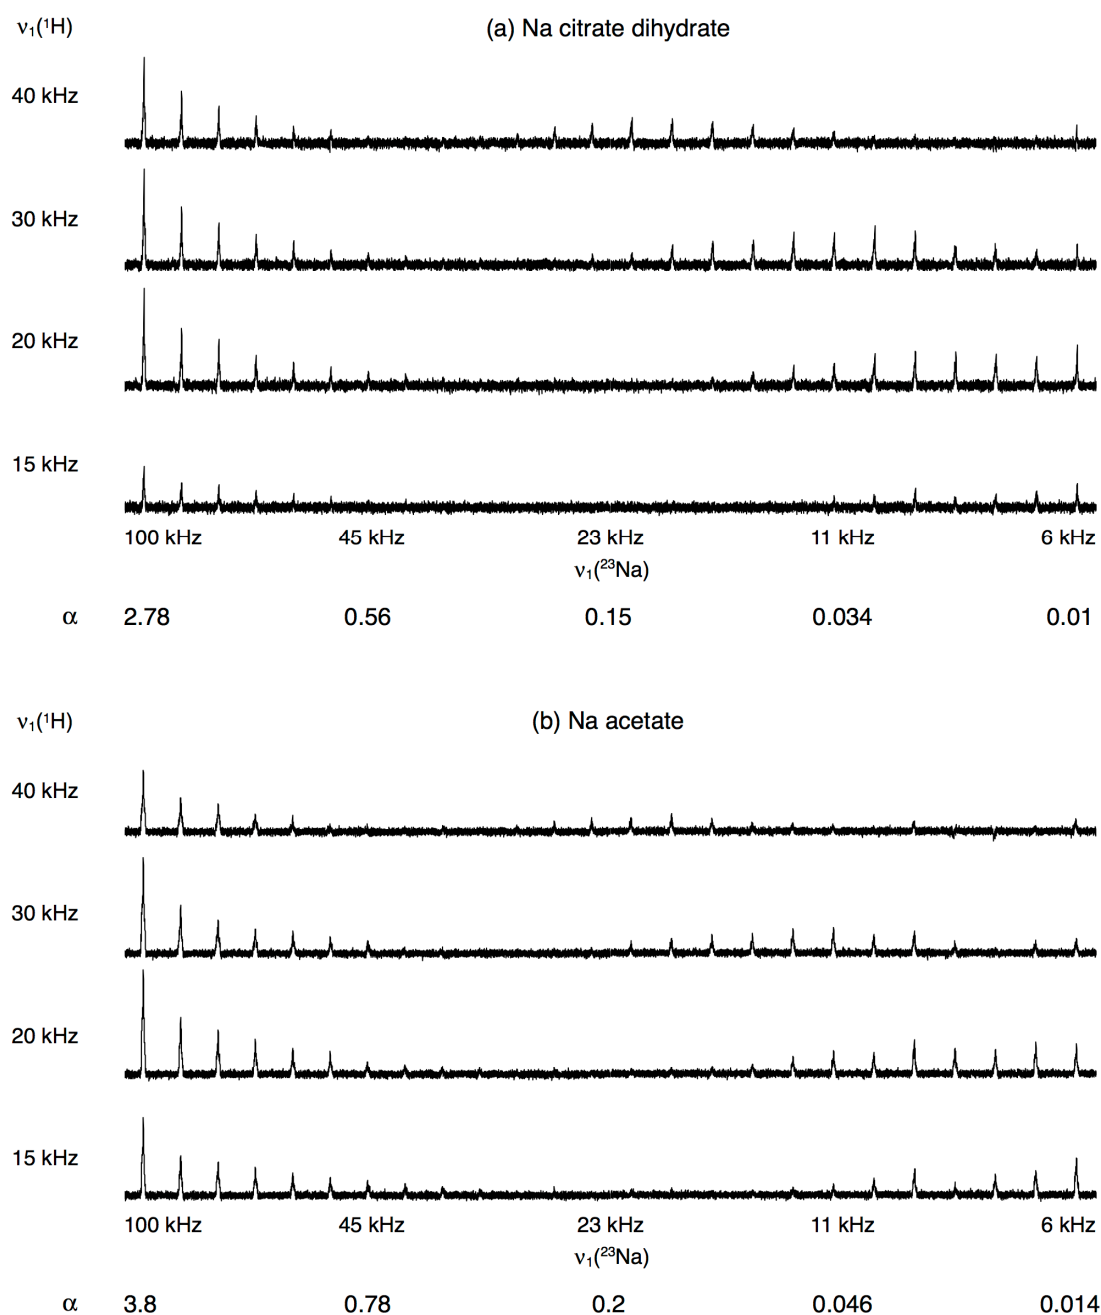 ν₁(¹H) (a) Na citrate dihydrate
40 kHz
30 kHz
20 kHz
15 kHz
100 kHz 45 kHz 23 kHz 11 kHz 6 kHz
ν₁(²³Na)
α 2.78 0.56 0.15 0.034 0.01
ν₁(¹H) (b) Na acetate
40 kHz
30 kHz
20 kHz
15 kHz
100 kHz 45 kHz 23 kHz 11 kHz 6 kHz
ν₁(²³Na)
α 3.8 0.78 0.2 0.046 0.014